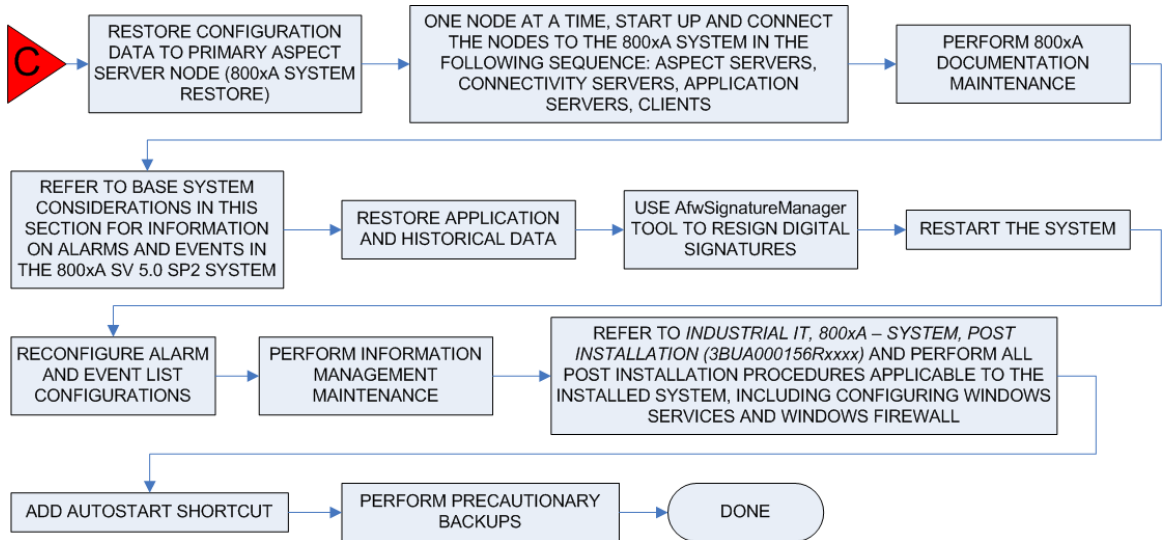 C
RESTORE CONFIGURATION
DATA TO PRIMARY ASPECT
SERVER NODE (800xA SYSTEM
RESTORE)
ONE NODE AT A TIME, START UP AND CONNECT
THE NODES TO THE 800xA SYSTEM IN THE
FOLLOWING SEQUENCE: ASPECT SERVERS,
CONNECTIVITY SERVERS, APPLICATION
SERVERS, CLIENTS
PERFORM 800xA
DOCUMENTATION
MAINTENANCE
REFER TO BASE SYSTEM
CONSIDERATIONS IN THIS
SECTION FOR INFORMATION
ON ALARMS AND EVENTS IN
THE 800xA SV 5.0 SP2 SYSTEM
RESTORE APPLICATION
AND HISTORICAL DATA
USE AfwSignatureManager
TOOL TO RESIGN DIGITAL
SIGNATURES
RESTART THE SYSTEM
RECONFIGURE ALARM
AND EVENT LIST
CONFIGURATIONS
PERFORM INFORMATION
MANAGEMENT
MAINTENANCE
REFER TO INDUSTRIAL IT, 800xA – SYSTEM, POST
INSTALLATION (3BUA000156Rxxxx) AND PERFORM ALL
POST INSTALLATION PROCEDURES APPLICABLE TO THE
INSTALLED SYSTEM, INCLUDING CONFIGURING WINDOWS
SERVICES AND WINDOWS FIREWALL
ADD AUTOSTART SHORTCUT
PERFORM PRECAUTIONARY
BACKUPS
DONE